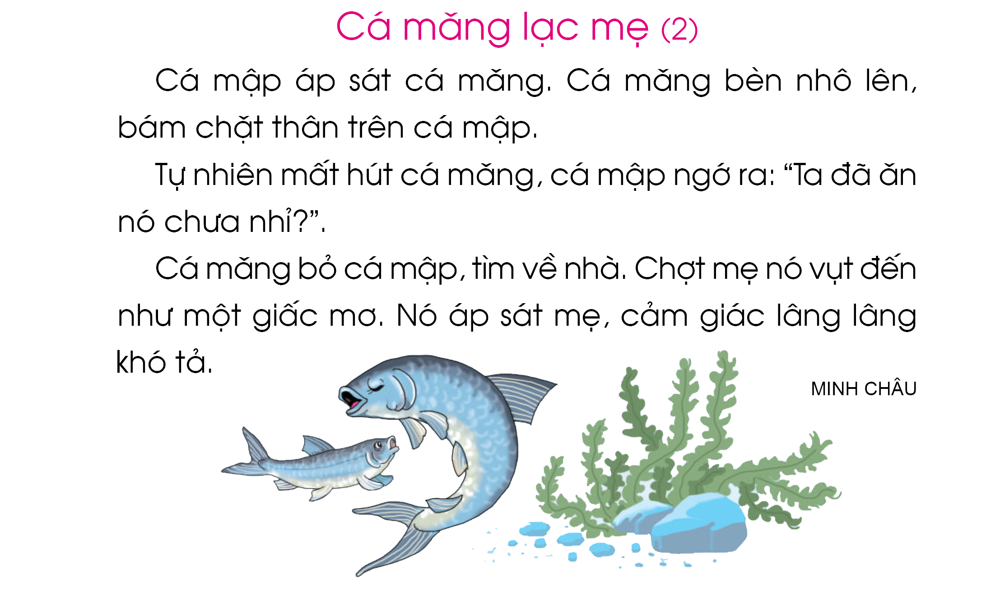 Cá măng lạc mẹ (2)
Cá mập áp sát cá măng. Cá măng bèn nhô lên,
bám chặt thân trên cá mập.
Tự nhiên mất hút cá măng, cá mập ngớ ra: “Ta đã ăn
nó chưa nhỉ?”.
Cá măng bỏ cá mập, tìm về nhà. Chợt mẹ nó vụt đến
như một giấc mơ. Nó áp sát mẹ, cảm giác lâng lâng
khó tả.
MINH CHÂU